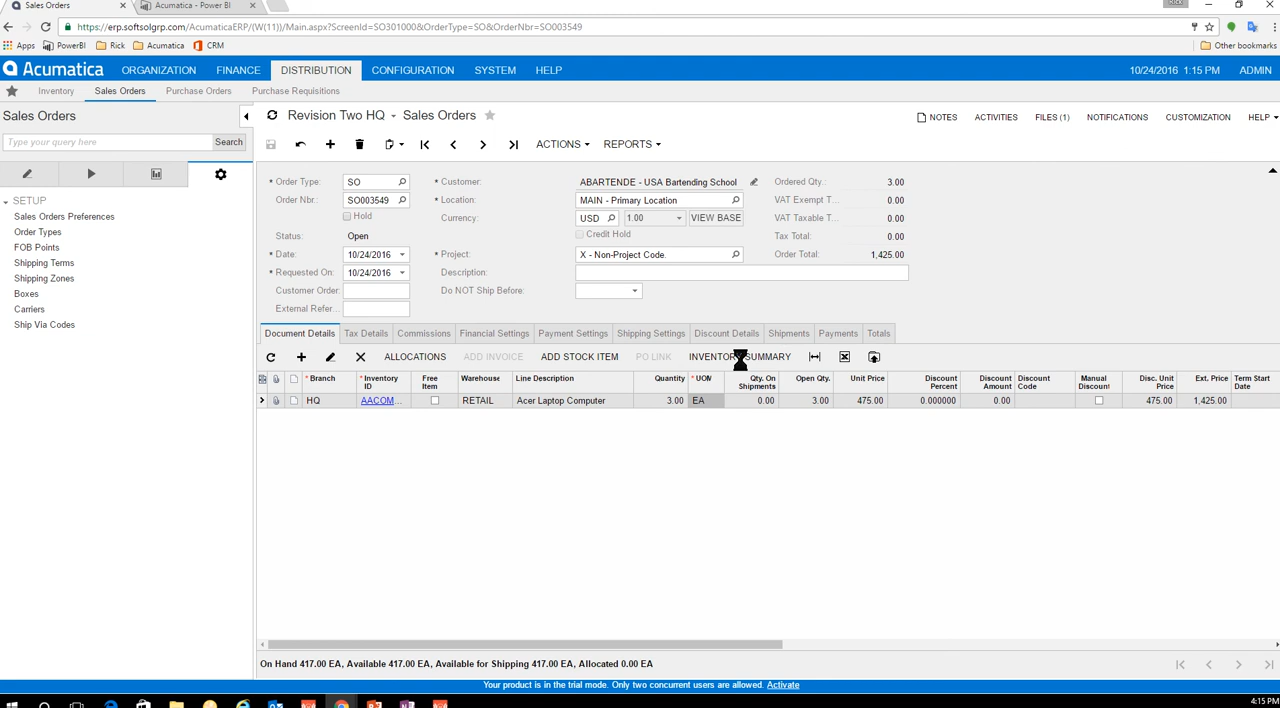 Sales Orders
Acumatica - Power BI
https://erp.softsolgrp.com/AcumaticaERP/(W(11))/Main.aspx?ScreenId=SO301000&OrderType=SO&OrderNbr=SO003549
Apps PowerBI Rick Acumatica CRM Other bookmarks
Acumatica ORGANIZATION FINANCE DISTRIBUTION CONFIGURATION SYSTEM HELP 10/24/2016 1:15 PM ADMIN
Inventory Sales Orders Purchase Orders Purchase Requisitions
Sales Orders
Type your query here Search
SETUP
Sales Orders Preferences
Order Types
FOB Points
Shipping Terms
Shipping Zones
Boxes
Carriers
Ship Via Codes
Revision Two HQ Sales Orders NOTES ACTIVITIES FILES (1) NOTIFICATIONS CUSTOMIZATION HELP
ACTIONS REPORTS
* Order Type: SO * Customer: ABARTENDE - USA Bartending School Ordered Qty.: 3.00
Order Nbr.: SO003549 * Location: MAIN - Primary Location VAT Exempt T... 0.00
Hold Currency: USD 1.00 VIEW BASE VAT Taxable T... 0.00
Status: Open Credit Hold Tax Total: 0.00
* Date: 10/24/2016 * Project: X - Non-Project Code. Order Total: 1,425.00
* Requested On: 10/24/2016 Description:
Customer Order: Do NOT Ship Before:
External Refer...
Document Details Tax Details Commissions Financial Settings Payment Settings Shipping Settings Discount Details Shipments Payments Totals
ALLOCATIONS ADD INVOICE ADD STOCK ITEM PO LINK INVENTORY SUMMARY
* Branch * Inventory ID Free Item Warehouse Line Description Quantity * UOM Qty. On Shipments Open Qty. Unit Price Discount Percent Discount Amount Discount Code Manual Discount Disc. Unit Price Ext. Price Term Start Date
HQ AACOM... RETAIL Acer Laptop Computer 3.00 EA 0.00 3.00 475.00 0.000000 0.00 475.00 1,425.00
On Hand 417.00 EA, Available 417.00 EA, Available for Shipping 417.00 EA, Allocated 0.00 EA
Your product is in the trial mode. Only two concurrent users are allowed. Activate
4:15 PM